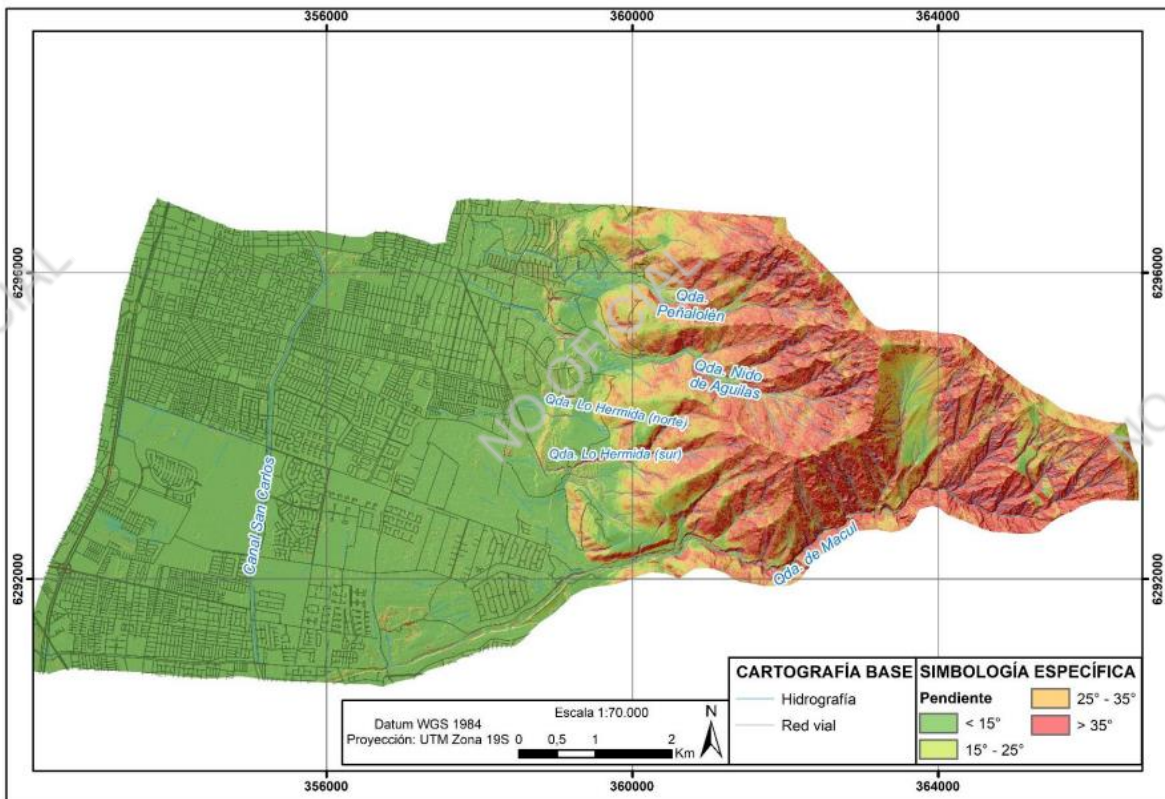 356000
360000
364000
6296000
6296000
Qda.
Peñalolén
Qda. Nido
de Aguilas
Qda. Lo Hermida (norte)
Qda. Lo Hermida (sur)
Canal San Carlos
Qda. de Macul
NO OFICIAL
6292000
6292000
CARTOGRAFÍA BASE
Hidrografía
Red vial
SIMBOLOGÍA ESPECÍFICA
Pendiente
< 15°
15° - 25°
25° - 35°
> 35°
Datum WGS 1984
Proyección: UTM Zona 19S
Escala 1:70.000
0 0,5 1 2
Km
N
356000
360000
364000